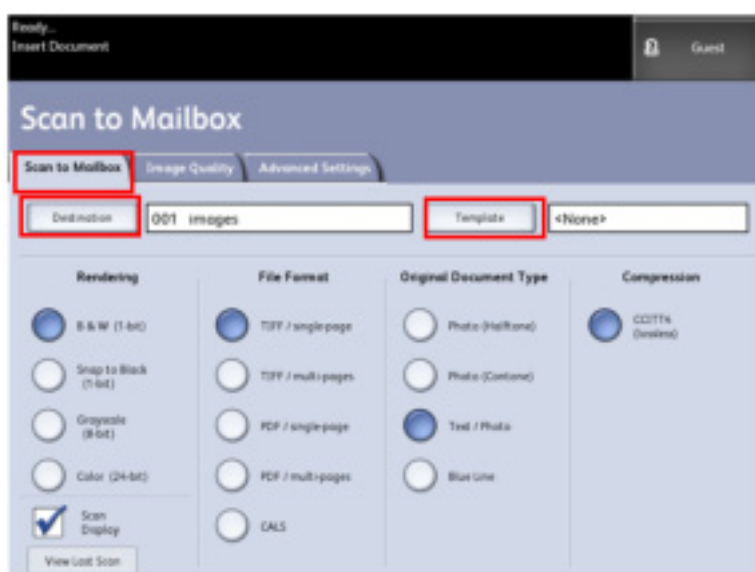 Ready...
Insert Document
Guest
Scan to Mailbox
Scan to Mailbox Image Quality Advanced Settings
Destination 001 images Template <None>
Rendering File Format Original Document Type Compression
B & W (1-bit) TIFF / single-page Photo (Halftone) CCITT4
(lossless)
Snap to Black
(1-bit) TIFF / multi-pages Photo (Contone)
Grayscale
(8-bit) PDF / single-page Text / Photo
Color (24-bit) PDF / multi-pages Blue Line
Scan
Display CALS
View Last Scan